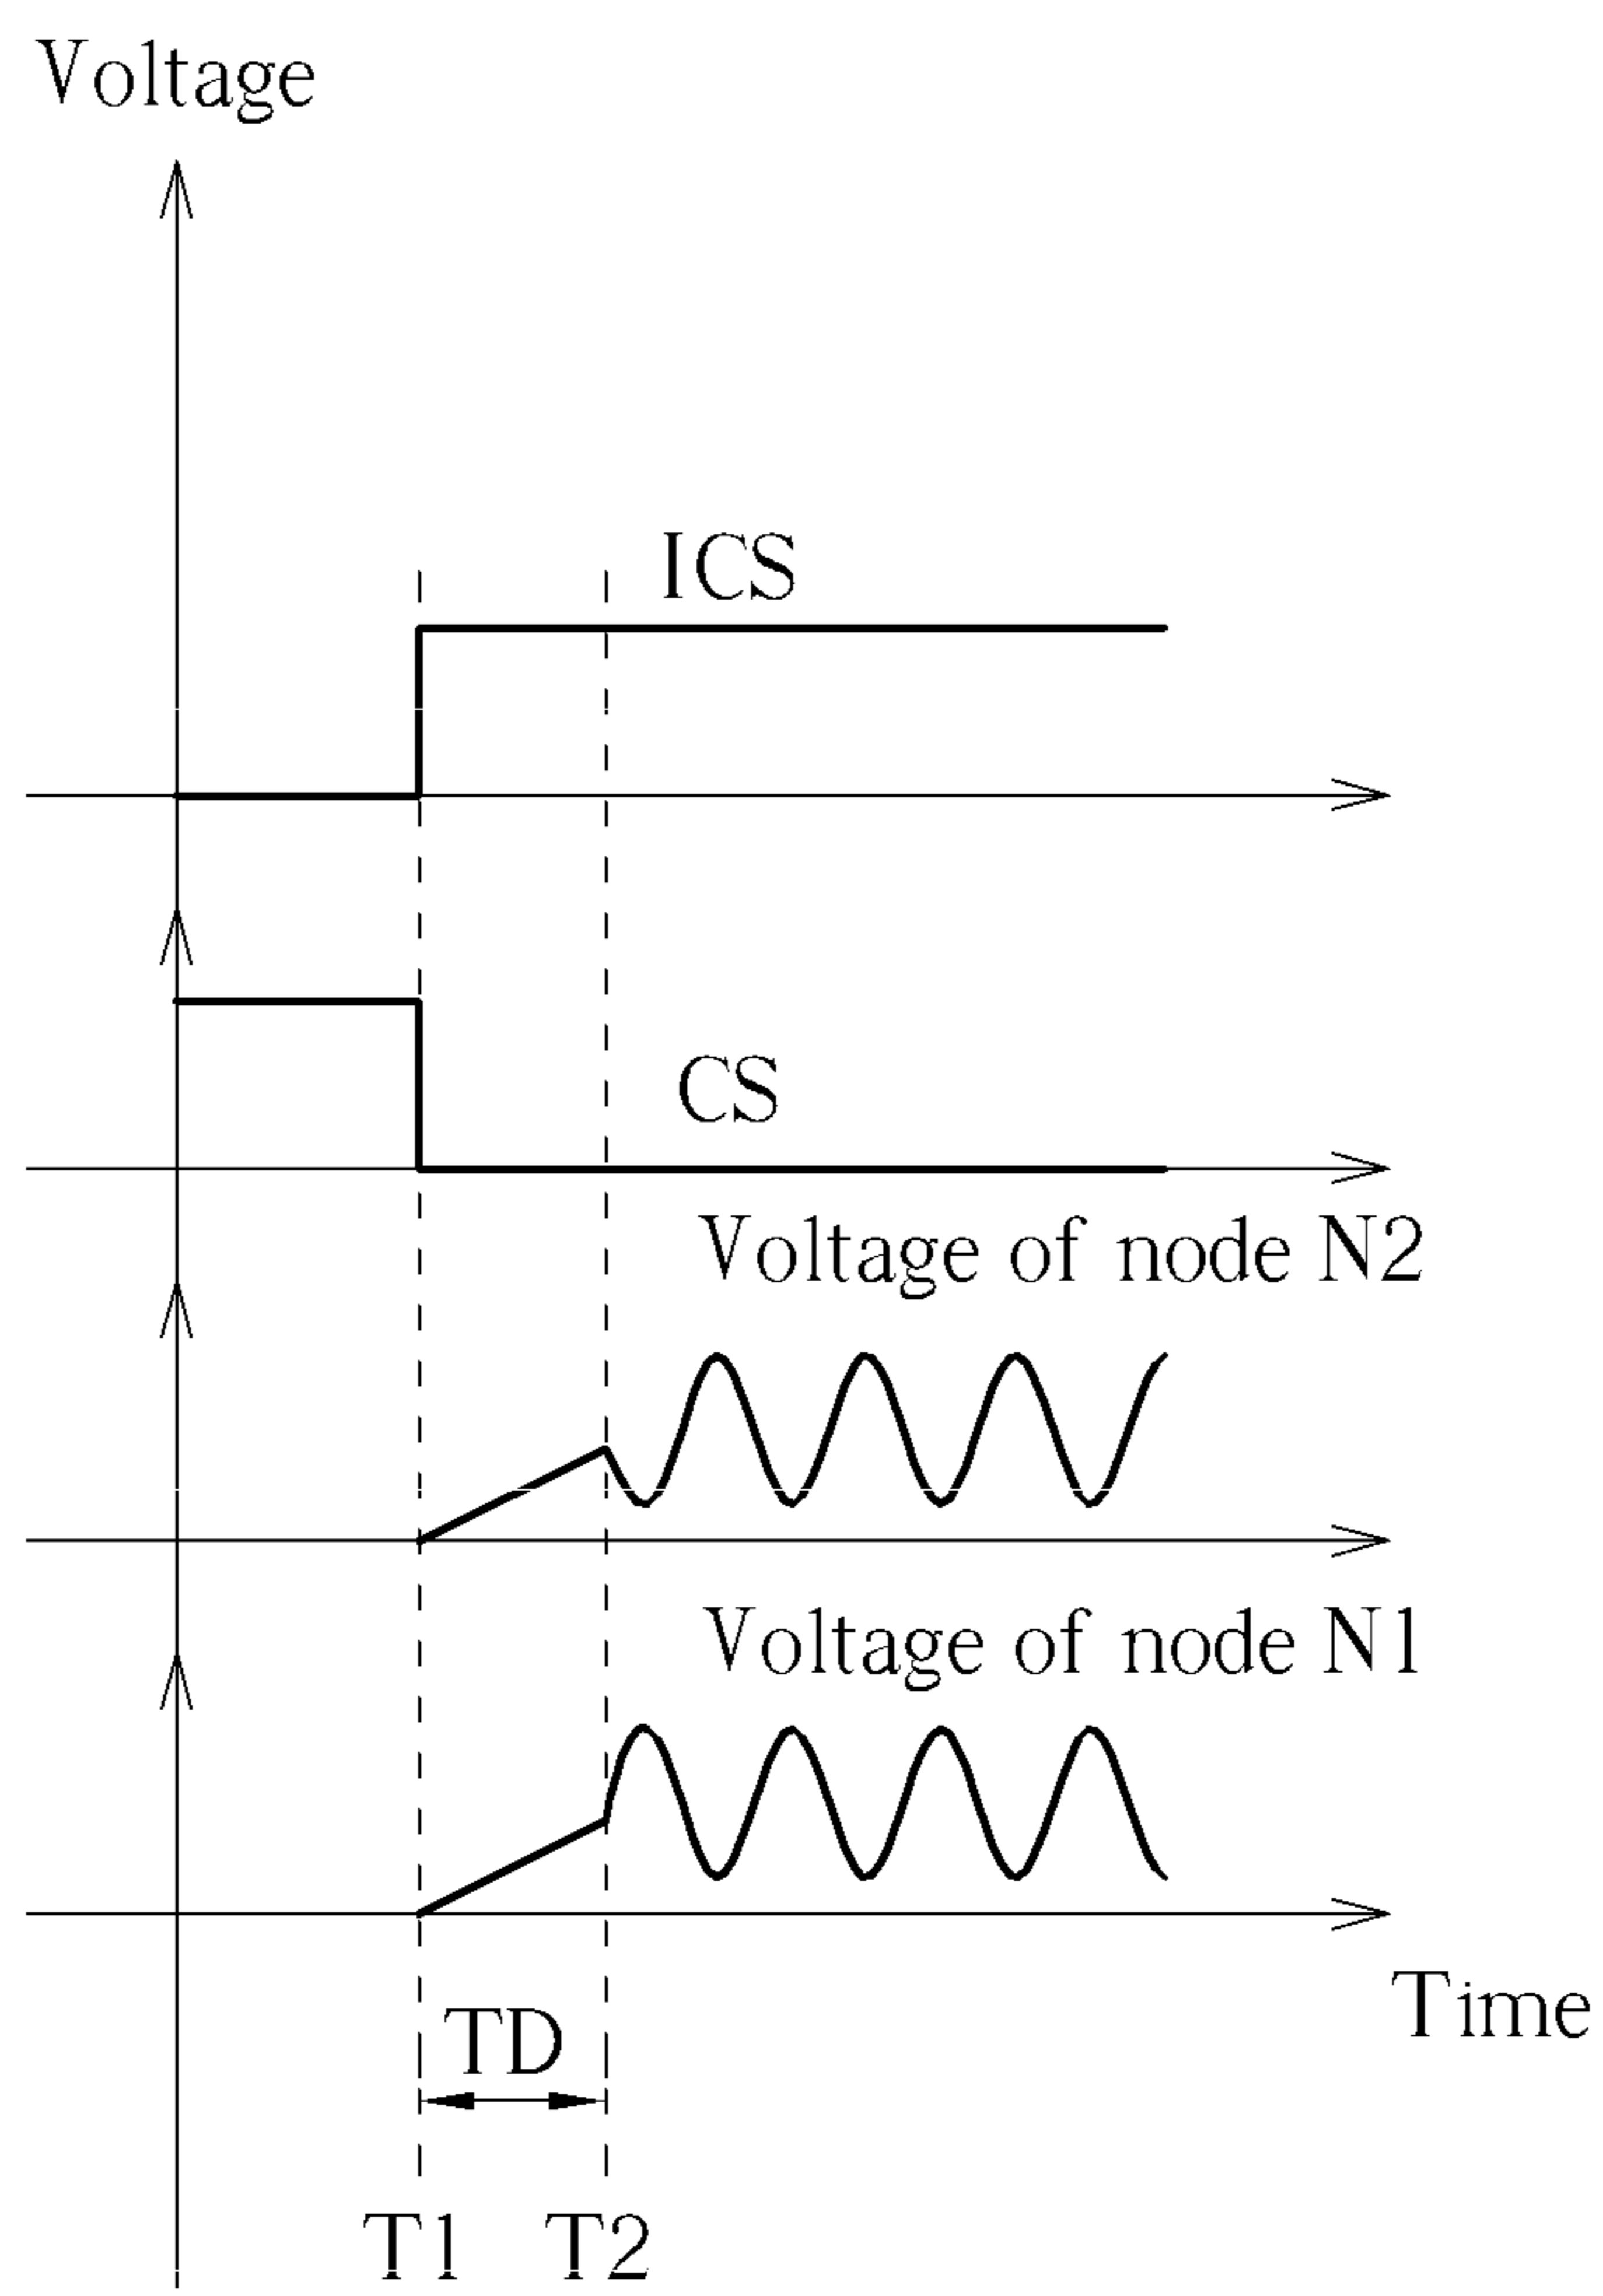 Voltage
ICS
CS
Voltage of node N2
Voltage of node N1
Time
TD
T1 T2